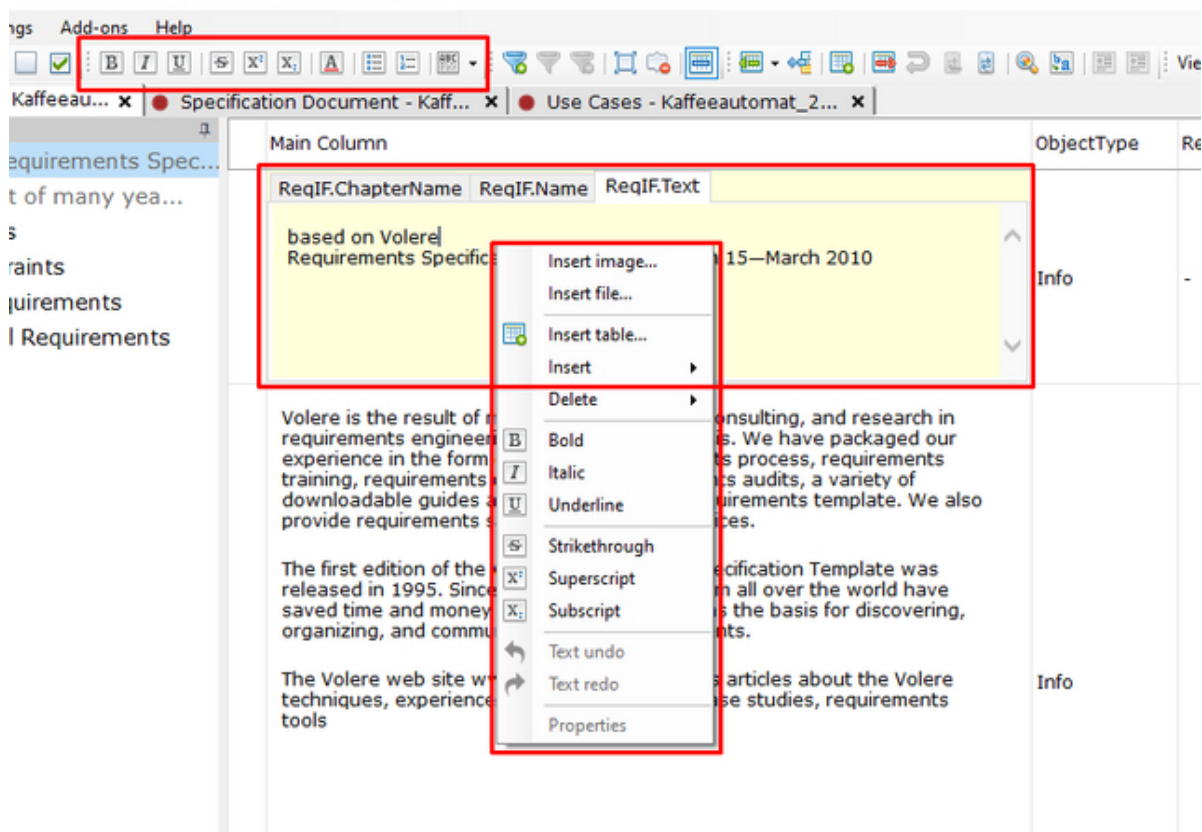 ngs Add-ons Help
B I U S X² X₂ A Vie
Kaffeeau... Specification Document - Kaff... Use Cases - Kaffeeautomat_2...
equirements Spec...
t of many yea...
s
raints
quirements
l Requirements
Main Column ObjectType Re
ReqIF.ChapterName ReqIF.Name ReqIF.Text
based on Volere
Requirements Specific 15—March 2010
Info -
Insert image...
Insert file...
Insert table...
Insert
Delete
B Bold
I Italic
U Underline
S Strikethrough
X² Superscript
X₂ Subscript
Text undo
Text redo
Properties
Volere is the result of onsulting, and research in
requirements engineer s. We have packaged our
experience in the form ts process, requirements
training, requirements ts audits, a variety of
downloadable guides uirements template. We also
provide requirements s ices.
The first edition of the ecification Template was
released in 1995. Since all over the world have
saved time and money s the basis for discovering,
organizing, and commu nts.
The Volere web site w articles about the Volere
techniques, experience se studies, requirements
tools
Info